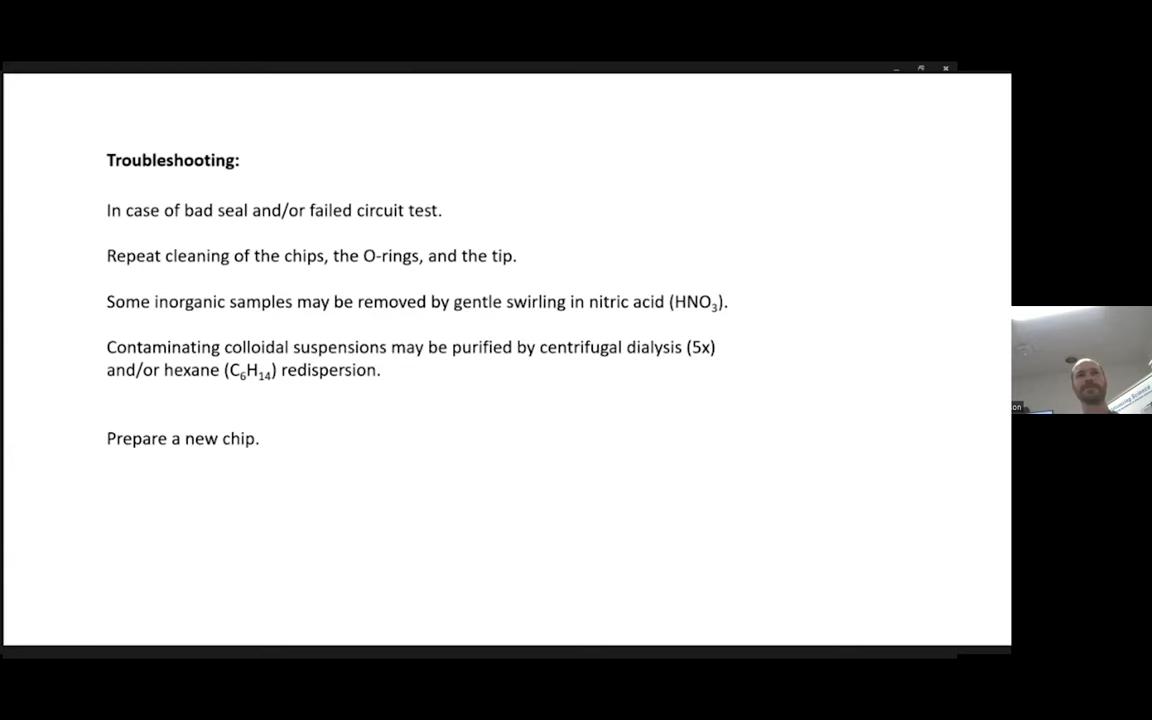 Troubleshooting:
In case of bad seal and/or failed circuit test.
Repeat cleaning of the chips, the O-rings, and the tip.
Some inorganic samples may be removed by gentle swirling in nitric acid (HNO₃).
Contaminating colloidal suspensions may be purified by centrifugal dialysis (5x)
and/or hexane (C₆H₁₄) redispersion.
Prepare a new chip.
son
Science